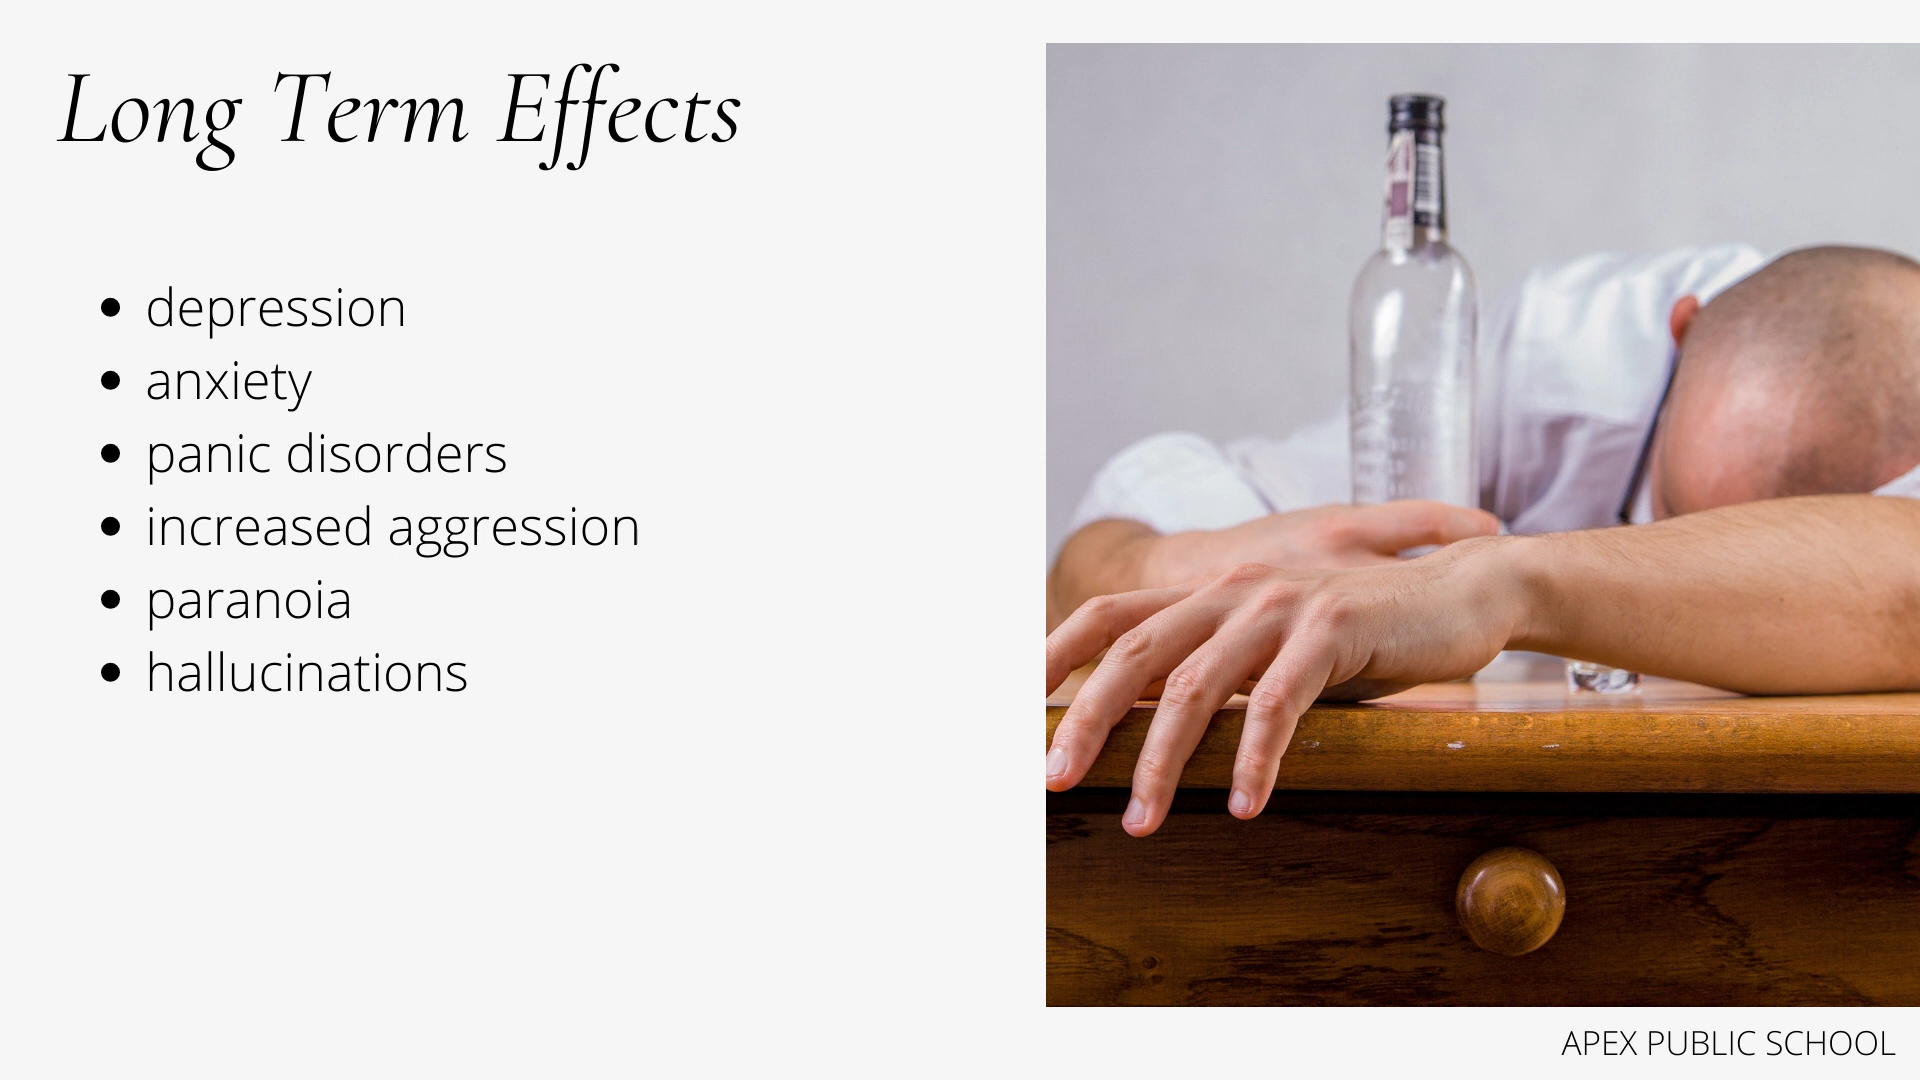 Long Term Effects
• depression
• anxiety
• panic disorders
• increased aggression
• paranoia
• hallucinations
APEX PUBLIC SCHOOL